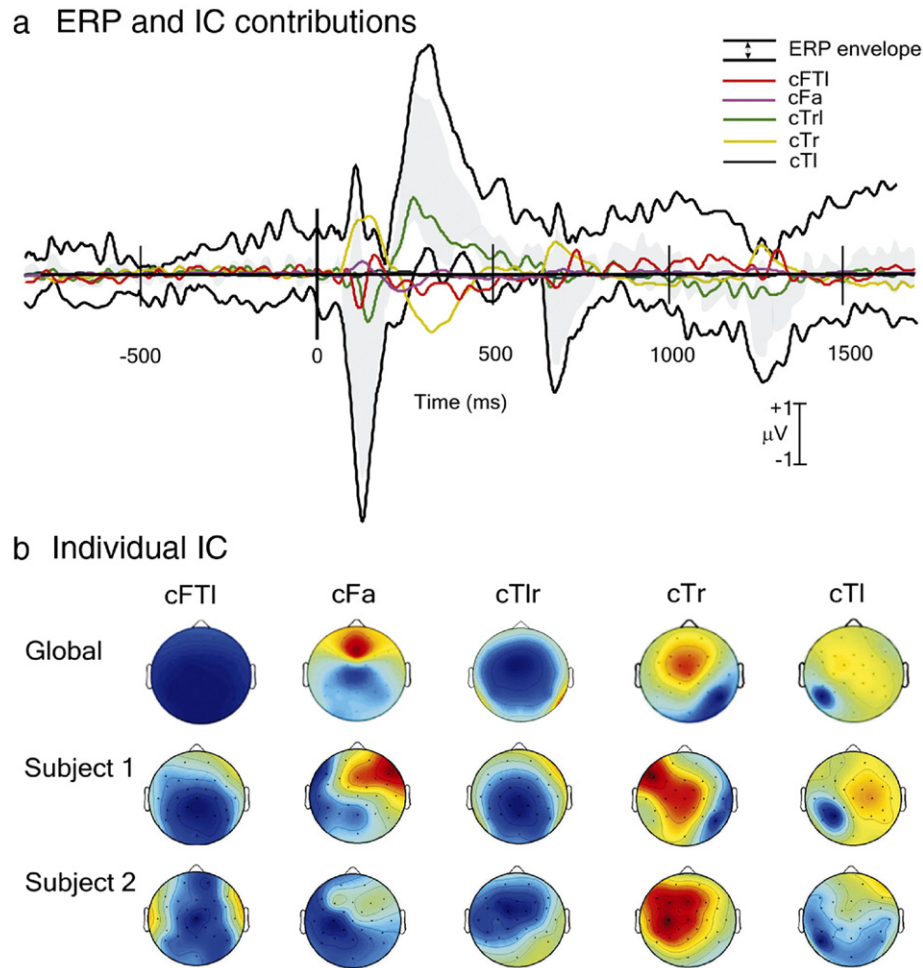 a ERP and IC contributions
ERP envelope
cFTl
cFa
cTrl
cTr
cTl
-500 0 500 1000 1500
Time (ms)
+1
µV
-1
b Individual IC
cFTl cFa cTlr cTr cTl
Global
Subject 1
Subject 2